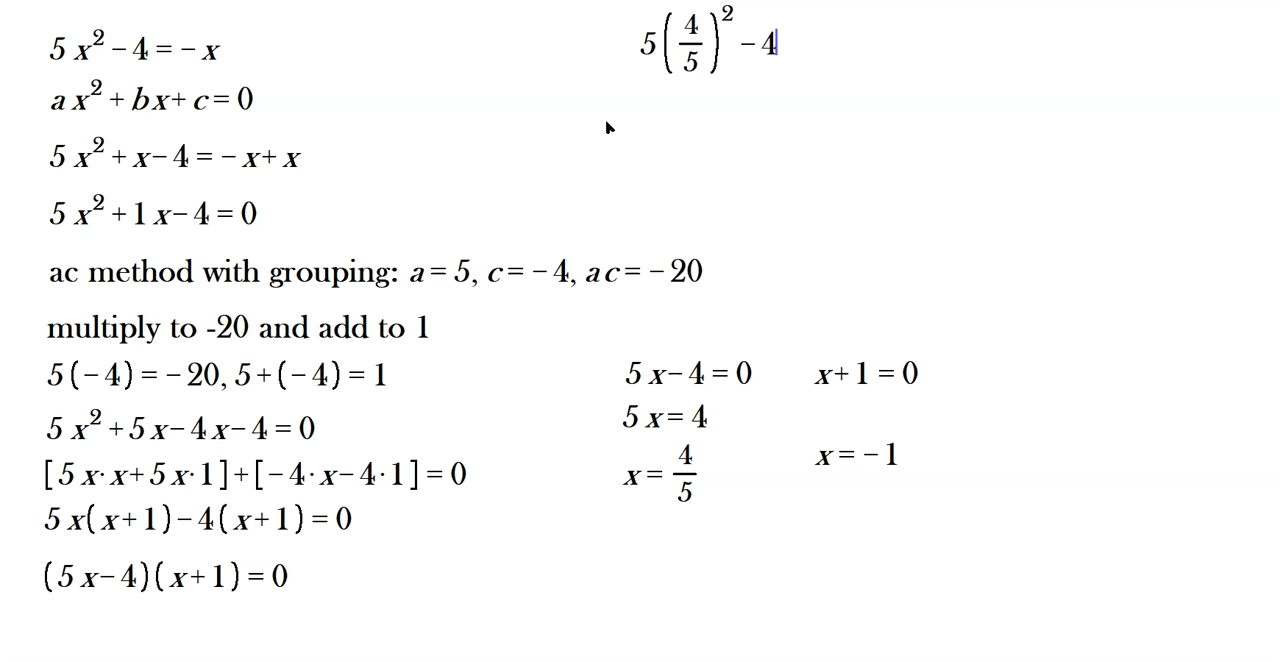 5x² − 4 = −x
ax² + bx + c = 0
5x² + x − 4 = −x + x
5x² + 1x − 4 = 0
ac method with grouping: a = 5, c = −4, ac = −20
multiply to -20 and add to 1
5(−4) = −20, 5 + (−4) = 1
5x² + 5x − 4x − 4 = 0
[5x·x + 5x·1] + [−4·x − 4·1] = 0
5x(x + 1) − 4(x + 1) = 0
(5x − 4)(x + 1) = 0
5(4/5)² − 4
5x − 4 = 0
5x = 4
x = 4/5
x + 1 = 0
x = −1